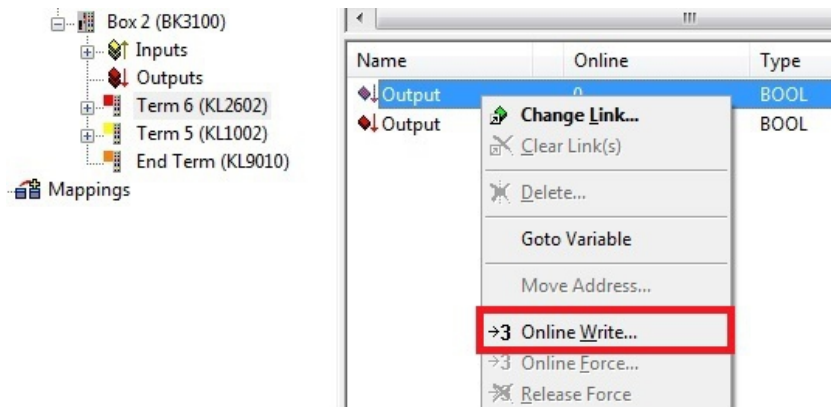 Box 2 (BK3100)
Inputs
Outputs
Term 6 (KL2602)
Term 5 (KL1002)
End Term (KL9010)
Mappings
Name Online Type
Output 0 BOOL
Output BOOL
Change Link...
Clear Link(s)
Delete...
Goto Variable
Move Address...
→3 Online Write...
→3 Online Force...
Release Force